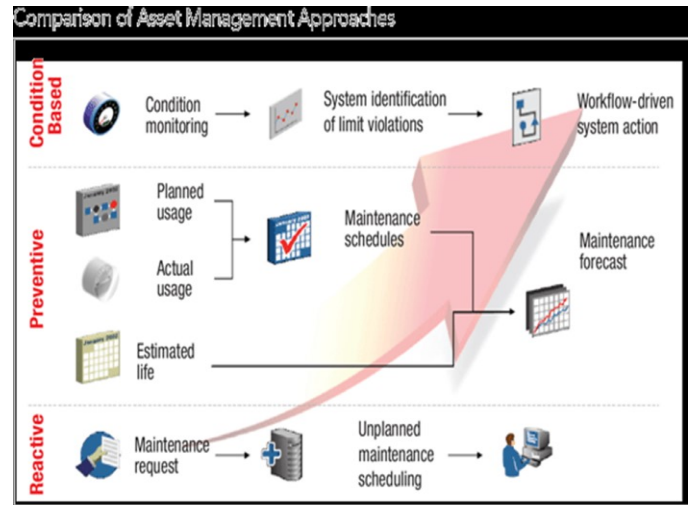 Comparison of Asset Management Approaches
Condition
Based
Condition
monitoring
System identification
of limit violations
Workflow-driven
system action
Preventive
Planned
usage
Actual
usage
Maintenance
schedules
Maintenance
forecast
Estimated
life
Reactive
Maintenance
request
Unplanned
maintenance
scheduling